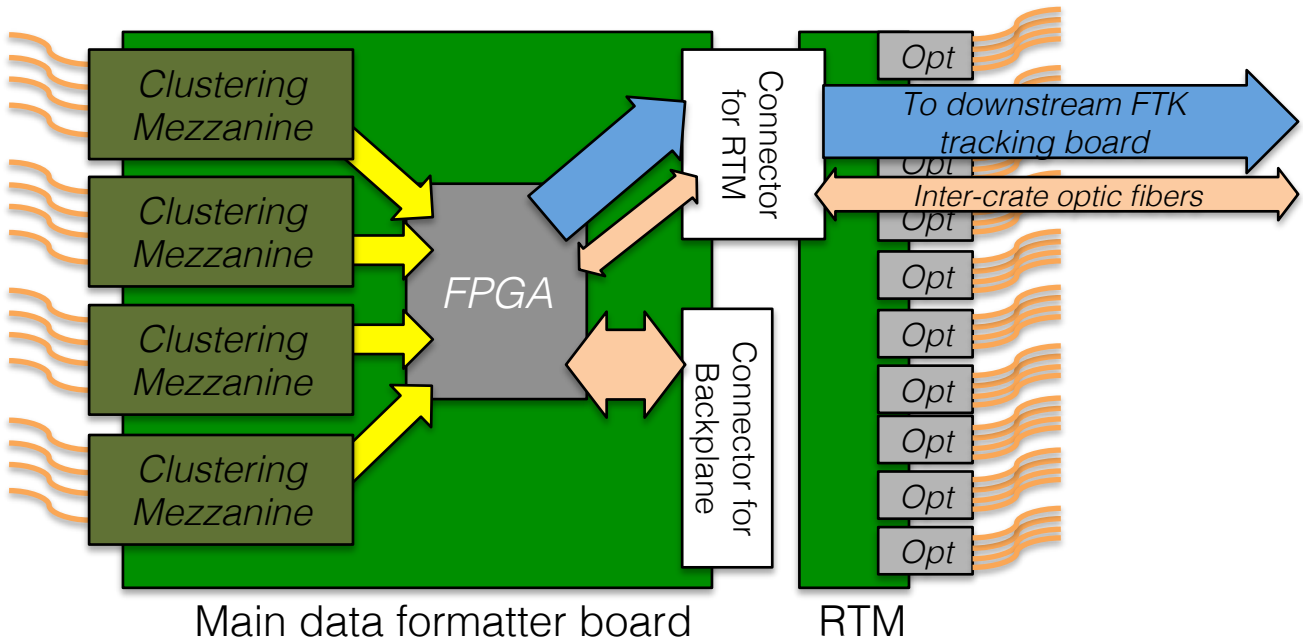 Clustering
Mezzanine
Clustering
Mezzanine
Clustering
Mezzanine
Clustering
Mezzanine
FPGA
Connector
for RTM
Connector for
Backplane
Opt
To downstream FTK
tracking board
Opt
Inter-crate optic fibers
Opt
Opt
Opt
Opt
Opt
Opt
Opt
Main data formatter board
RTM